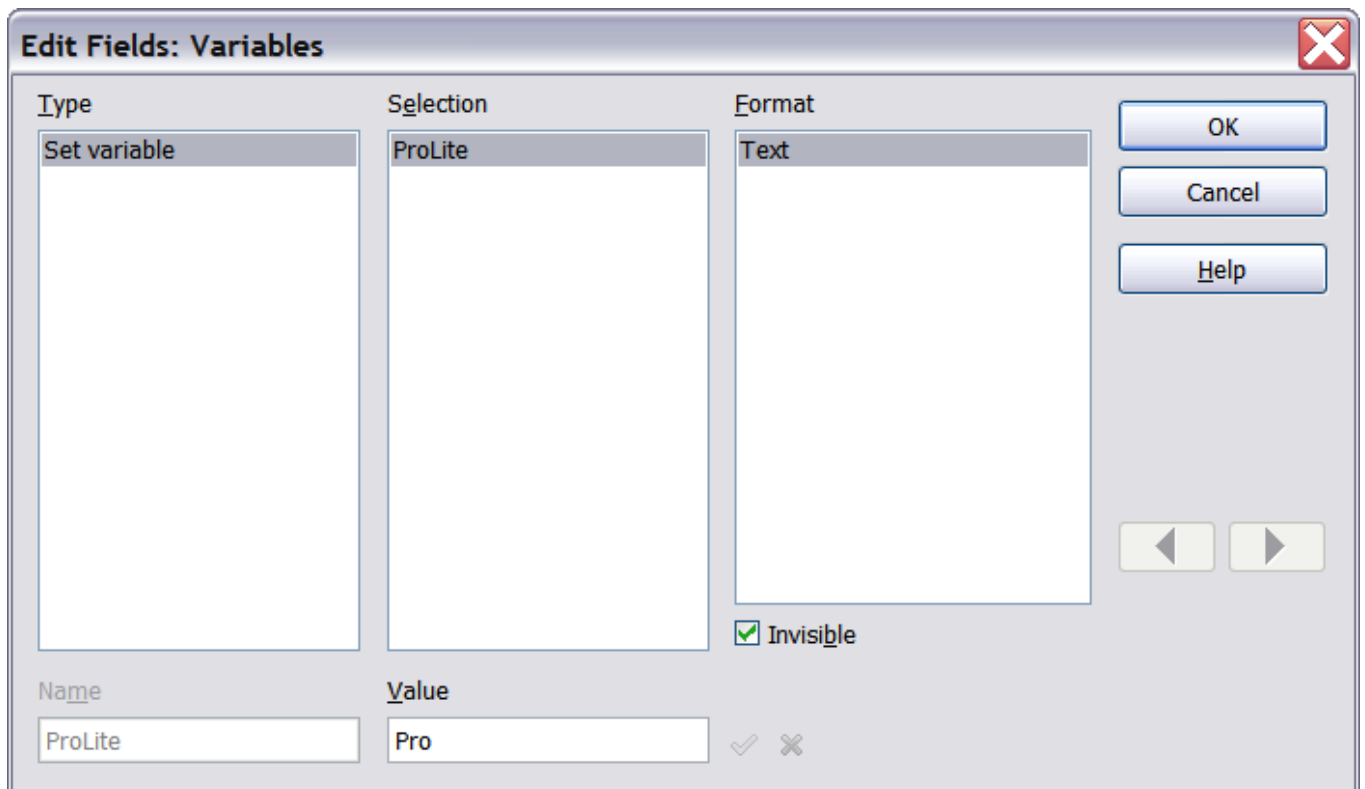 Edit Fields: Variables
Type
Selection
Format
Set variable
ProLite
Text
OK
Cancel
Help
Invisible
Name
Value
ProLite
Pro